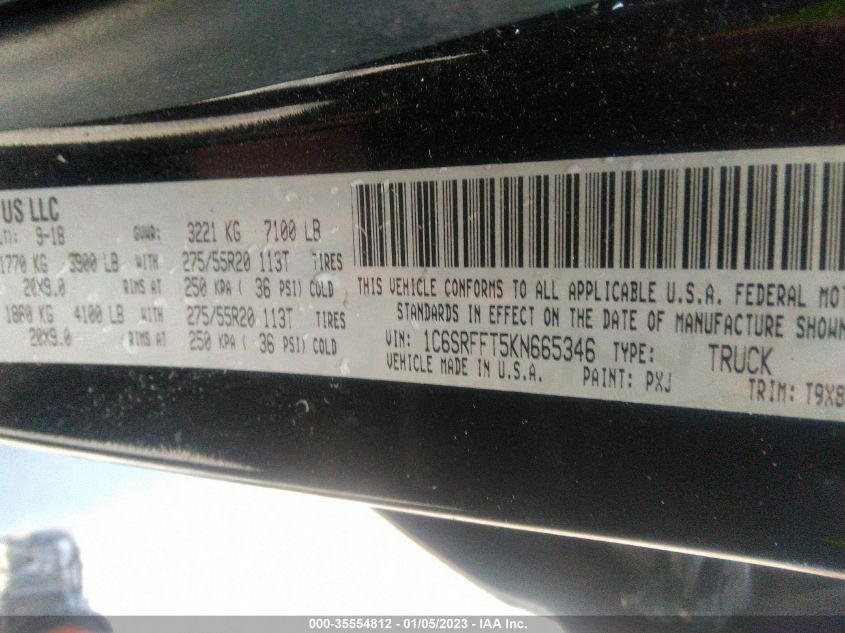 US LLC
9-18 GVWR: 3221 KG 7100 LB
1770 KG 3900 LB WITH 275/55R20 113T TIRES
20X9.0 RIMS AT 250 KPA ( 36 PSI) COLD
1860 KG 4100 LB WITH 275/55R20 113T TIRES
20X9.0 RIMS AT 250 KPA ( 36 PSI) COLD
THIS VEHICLE CONFORMS TO ALL APPLICABLE U.S.A. FEDERAL MOT
STANDARDS IN EFFECT ON THE DATE OF MANUFACTURE SHOWN
VIN: 1C6SRFFT5KN665346 TYPE: TRUCK
VEHICLE MADE IN U.S.A. PAINT: PXJ TRIM: T9X8
000-35554812 - 01/05/2023 - IAA Inc.